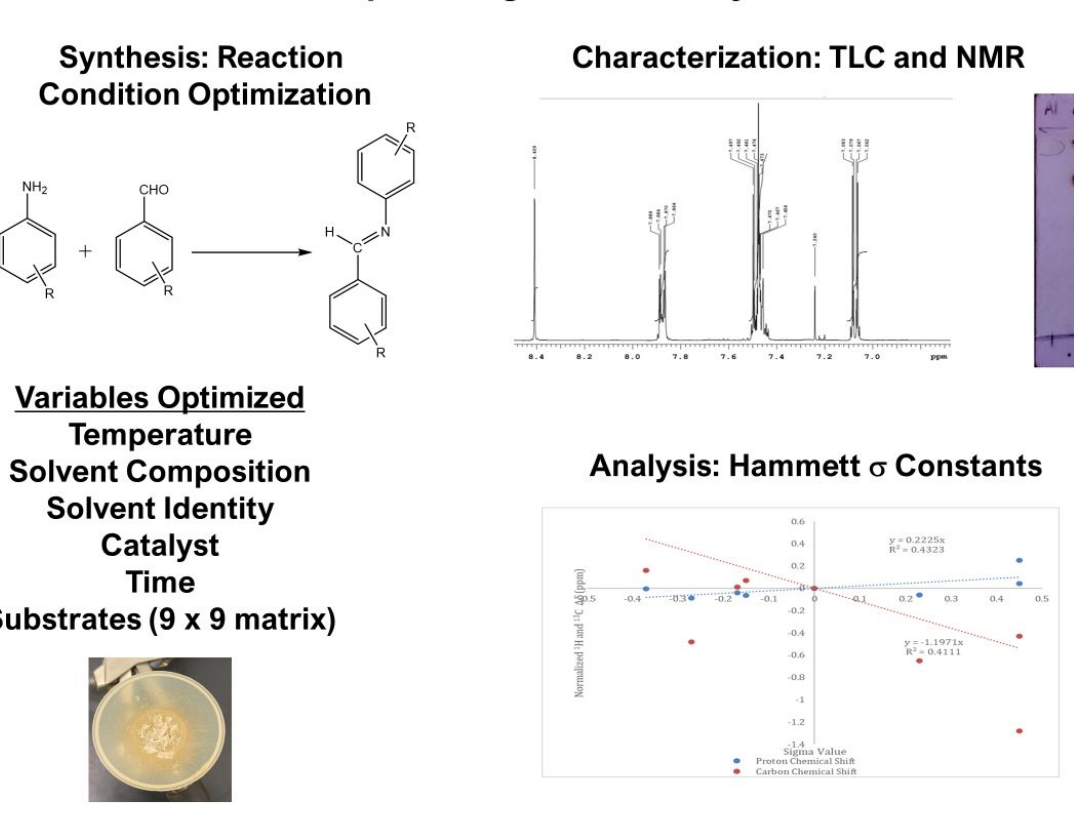 Synthesis: Reaction
Condition Optimization
NH2
CHO
R
H
N
C
+
R
R
R
Variables Optimized
Temperature
Solvent Composition
Solvent Identity
Catalyst
Time
Substrates (9 x 9 matrix)
Characterization: TLC and NMR
8.4 8.2 8.0 7.8 7.6 7.4 7.2 7.0 ppm
Analysis: Hammett σ Constants
0.6
y = 0.2225x
R² = 0.4323
0.4
0.2
-0.4 -0.3 -0.2 -0.1 0 0.1 0.2 0.3 0.4 0.5
-0.2
-0.4
y = -1.1971x
R² = 0.4111
-0.6
-0.8
-1
-1.2
-1.4
Normalized ¹H and ¹³C Δδ (ppm)
Sigma Value
Proton Chemical Shift
Carbon Chemical Shift